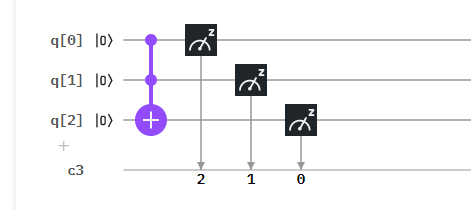 q[0] |0⟩ z
q[1] |0⟩ z
q[2] |0⟩ z
+
c3
2 1 0